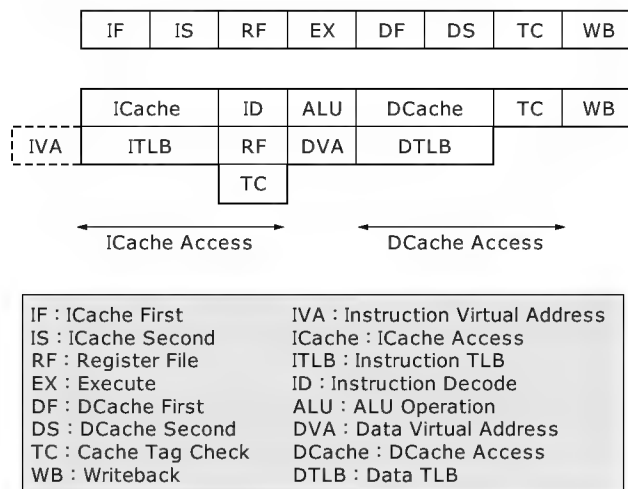 IF IS RF EX DF DS TC WB
ICache ID ALU DCache TC WB
IVA ITLB RF DVA DTLB
TC
ICache Access DCache Access
IF : ICache First IVA : Instruction Virtual Address
IS : ICache Second ICache : ICache Access
RF : Register File ITLB : Instruction TLB
EX : Execute ID : Instruction Decode
DF : DCache First ALU : ALU Operation
DS : DCache Second DVA : Data Virtual Address
TC : Cache Tag Check DCache : DCache Access
WB : Writeback DTLB : Data TLB